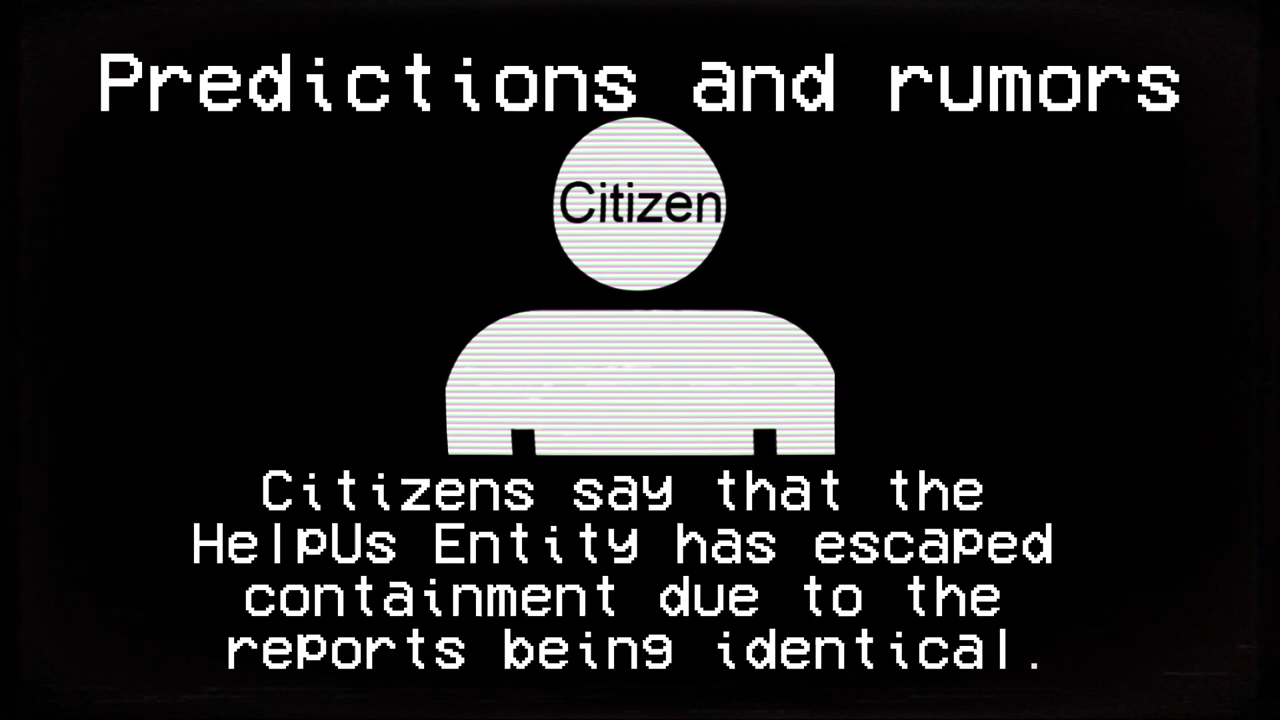 Predictions and rumors
Citizen
Citizens say that the
HelpUs Entity has escaped
containment due to the
reports being identical.